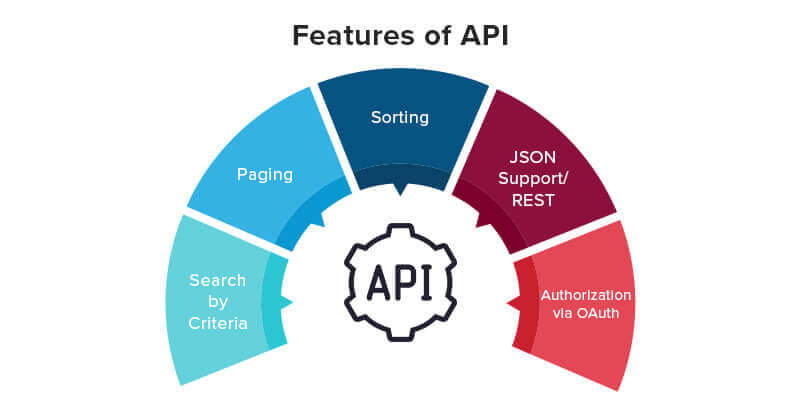 Features of API
Search
by
Criteria
Paging
Sorting
JSON
Support/
REST
Authorization
via OAuth
API